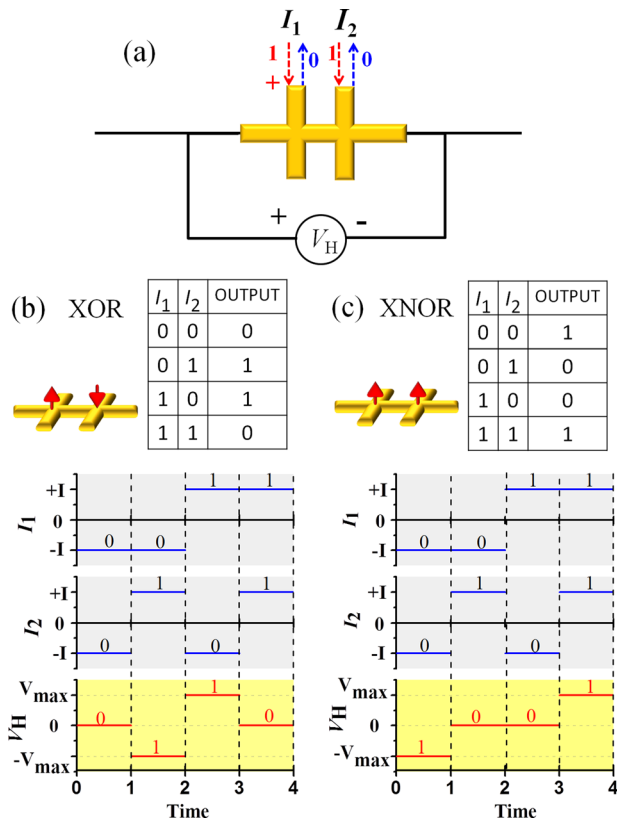 I1 I2
(a) 1 0 1 0
+
+ VH -
(b) XOR
I1 I2 OUTPUT
0 0 0
0 1 1
1 0 1
1 1 0
(c) XNOR
I1 I2 OUTPUT
0 0 1
0 1 0
1 0 0
1 1 1
+I 1 1
I1 0
-I 0 0
+I 1 1
I2 0
-I 0 0
Vmax 1
VH 0 0 0
-Vmax 1
0 1 2 3 4
Time
+I 1 1
I1 0
-I 0 0
+I 1 1
I2 0
-I 0 0
Vmax 1
VH 0 0 0
-Vmax 1
0 1 2 3 4
Time